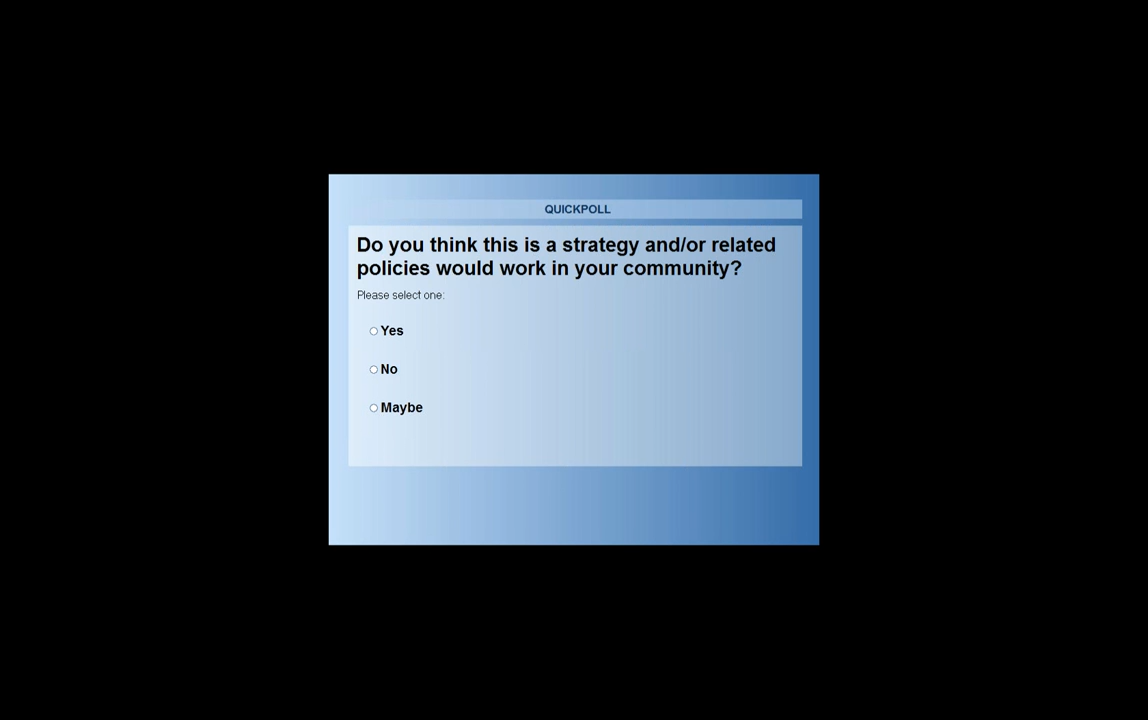 QUICKPOLL
Do you think this is a strategy and/or related
policies would work in your community?
Please select one:
Yes
No
Maybe